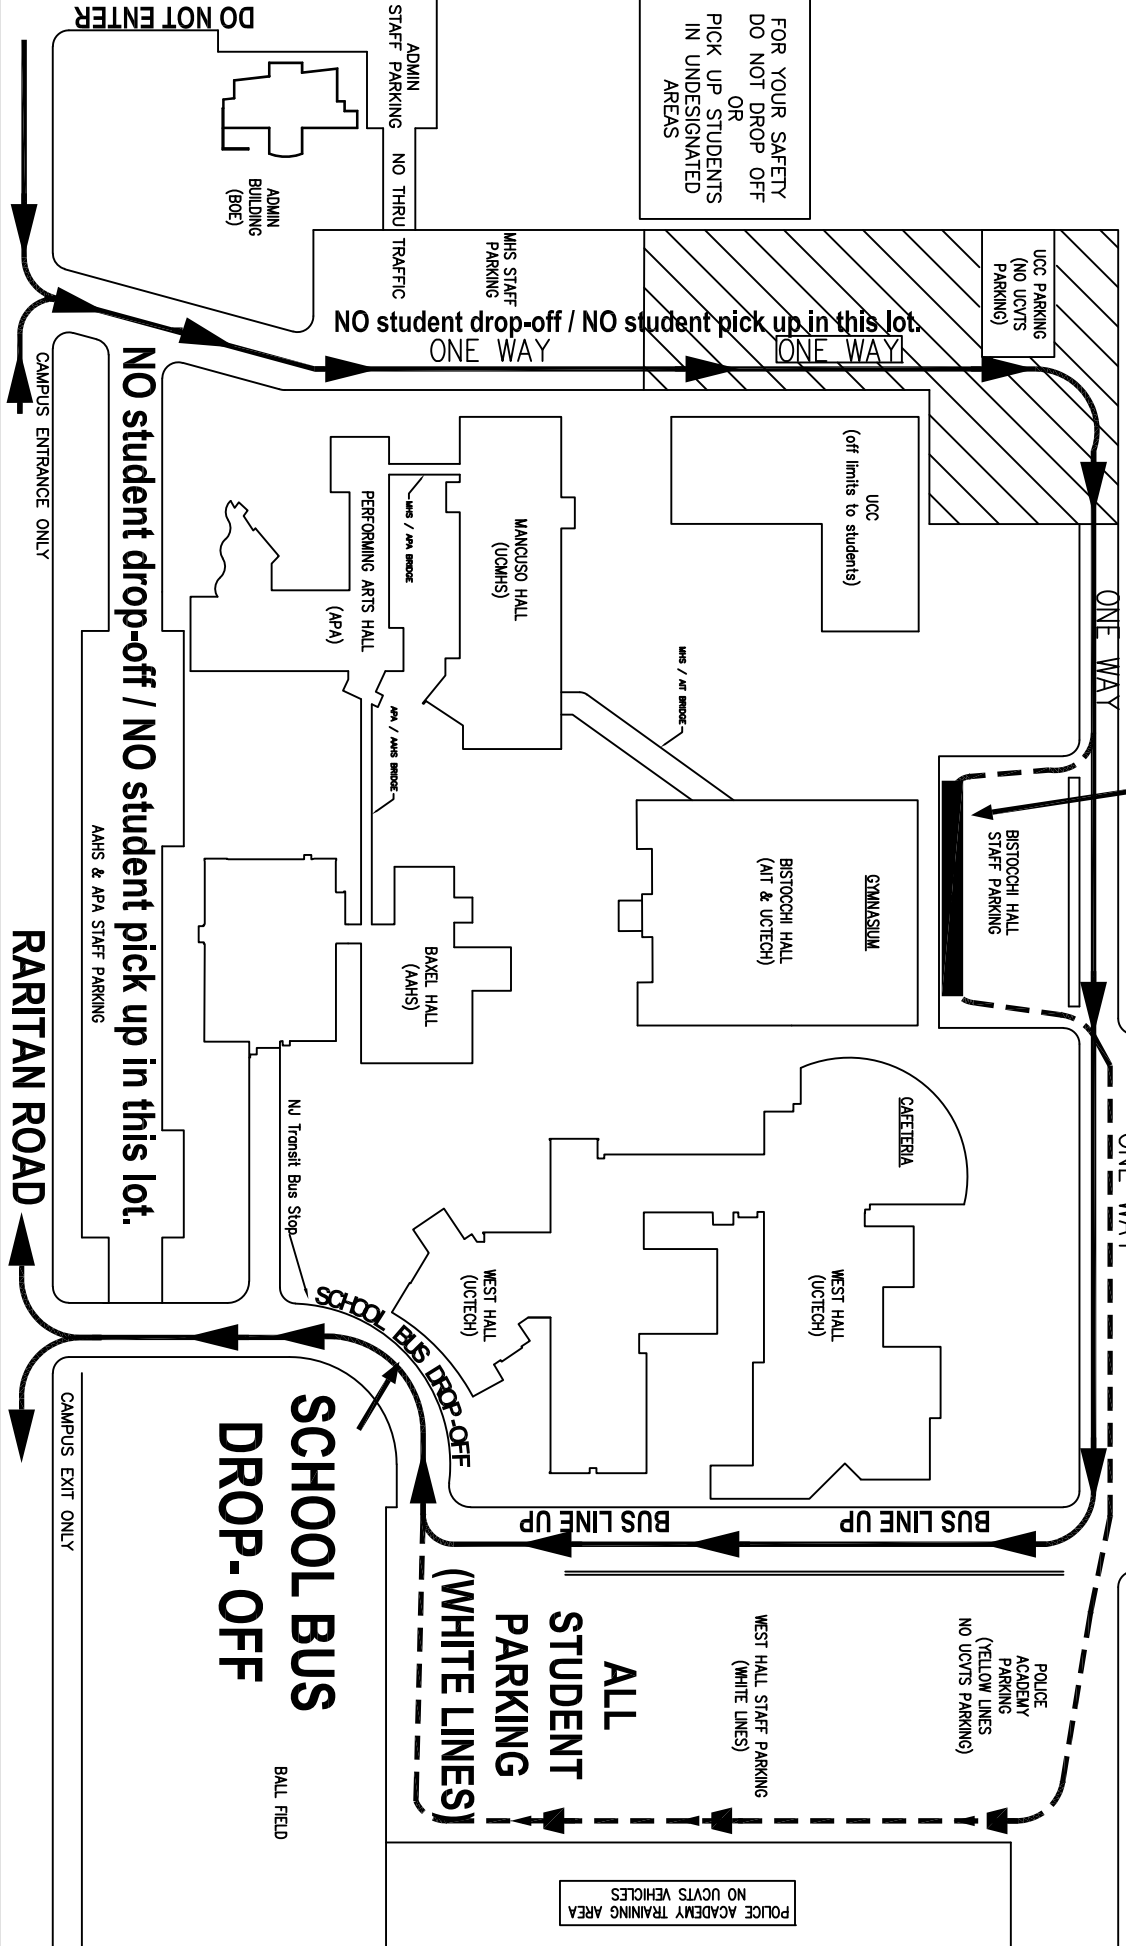 DO NOT ENTER
ADMIN
STAFF PARKING
NO THRU TRAFFIC
ADMIN
BUILDING
(BOE)
FOR YOUR SAFETY
DO NOT DROP OFF
OR
PICK UP STUDENTS
IN UNDESIGNATED
AREAS
MHS STAFF
PARKING
UCC PARKING
(NO UCVTS
PARKING)
NO student drop-off / NO student pick up in this lot.
ONE WAY
ONE WAY
ONE WAY
ONE WAY
CAMPUS ENTRANCE ONLY
NO student drop-off / NO student pick up in this lot.
AAHS & APA STAFF PARKING
RARITAN ROAD
UCC
(off limits to students)
MANCUSO HALL
(UCMHS)
MHS / APA BRIDGE
PERFORMING ARTS HALL
(APA)
MHS / AIT BRIDGE
APA / AAHS BRIDGE
BISTOCCHI HALL
STAFF PARKING
GYMNASIUM
BISTOCCHI HALL
(AIT & UCTECH)
BAXEL HALL
(AAHS)
CAFETERIA
NJ Transit Bus Stop
WEST HALL
(UCTECH)
WEST HALL
(UCTECH)
SCHOOL BUS DROP-OFF
SCHOOL BUS
DROP-OFF
CAMPUS EXIT ONLY
BUS LINE UP
BUS LINE UP
ALL
STUDENT
PARKING
(WHITE LINES)
WEST HALL STAFF PARKING
(WHITE LINES)
POLICE
ACADEMY
PARKING
(YELLOW LINES
NO UCVTS PARKING)
BALL FIELD
POLICE ACADEMY TRAINING AREA
NO UCVTS VEHICLES